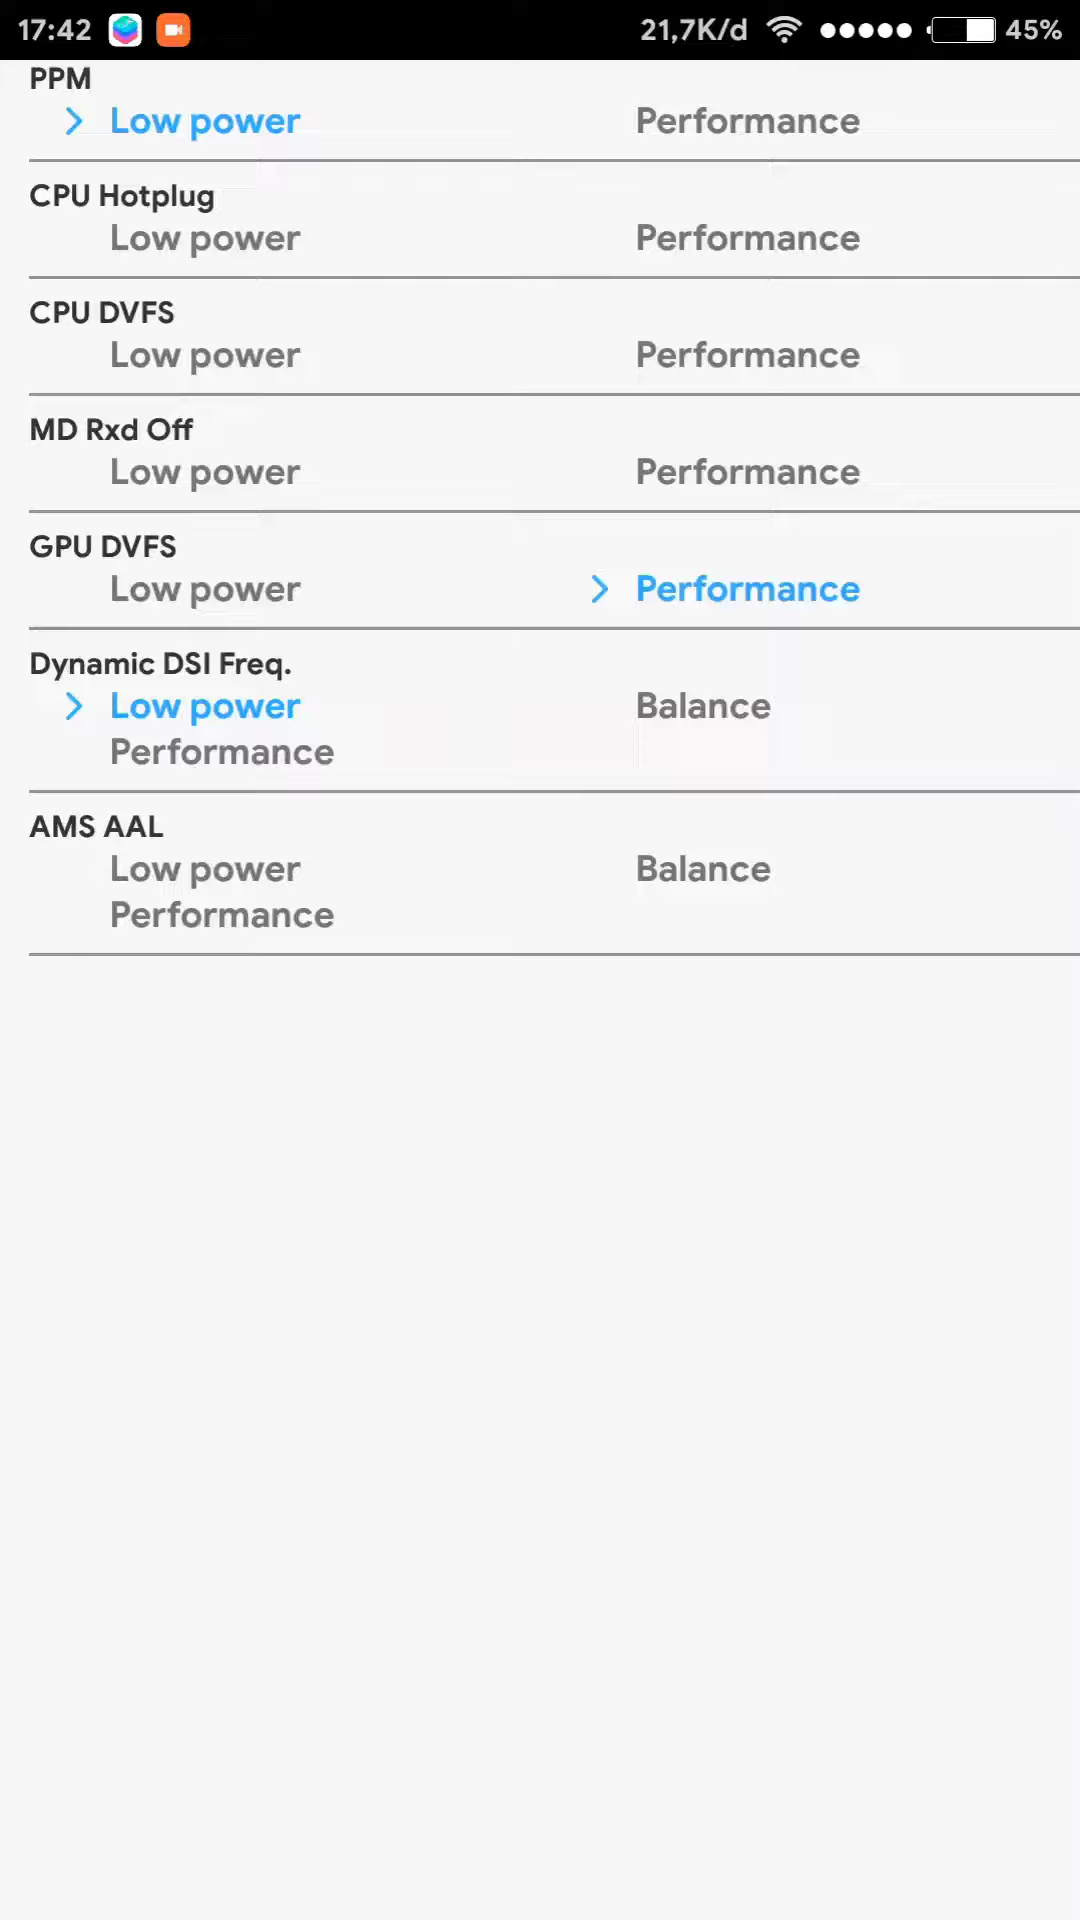 17:42 21,7K/d 45%
PPM
Low power Performance
CPU Hotplug
Low power Performance
CPU DVFS
Low power Performance
MD Rxd Off
Low power Performance
GPU DVFS
Low power Performance
Dynamic DSI Freq.
Low power Balance
Performance
AMS AAL
Low power Balance
Performance